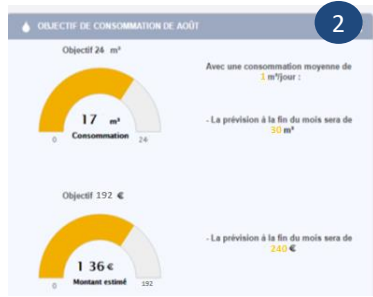 OBJECTIF DE CONSOMMATION DE AOÛT
2
Objectif 24 m³
Avec une consommation moyenne de
1 m³/jour :
17 m³
Consommation
0
24
- La prévision à la fin du mois sera de
30 m³
Objectif 192 €
- La prévision à la fin du mois sera de
240 €
1 36 €
Montant estimé
0
192